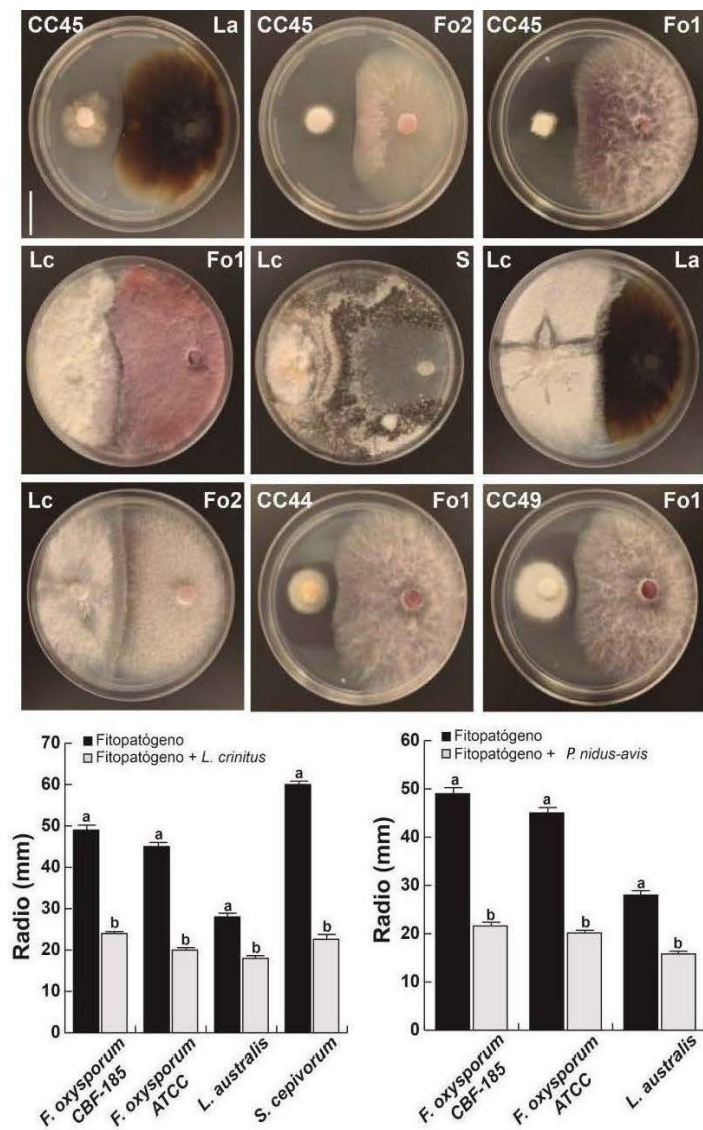 CC45 La
CC45 Fo2
CC45 Fo1
Lc Fo1
Lc S
Lc La
Lc Fo2
CC44 Fo1
CC49 Fo1
Fitopatógeno
Fitopatógeno + L. crinitus
Radio (mm)
70
60
50
40
30
20
10
0
a
b
a
b
a
b
a
b
F. oxysporum
CBF-185
F. oxysporum
ATCC
L. australis
S. cepivorum
Fitopatógeno
Fitopatógeno + P. nidus-avis
Radio (mm)
60
50
40
30
20
10
0
a
b
a
b
a
b
F. oxysporum
CBF-185
F. oxysporum
ATCC
L. australis